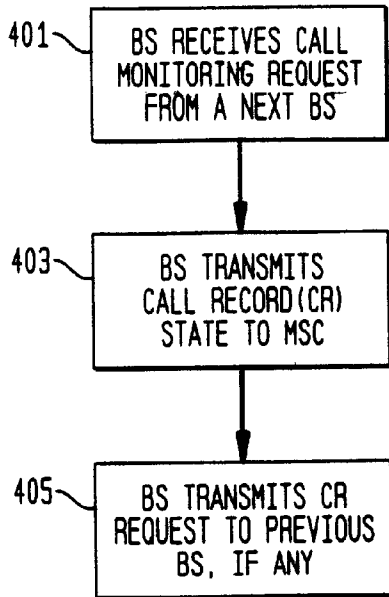 401
BS RECEIVES CALL
MONITORING REQUEST
FROM A NEXT BS
403
BS TRANSMITS
CALL RECORD(CR)
STATE TO MSC
405
BS TRANSMITS CR
REQUEST TO PREVIOUS
BS, IF ANY